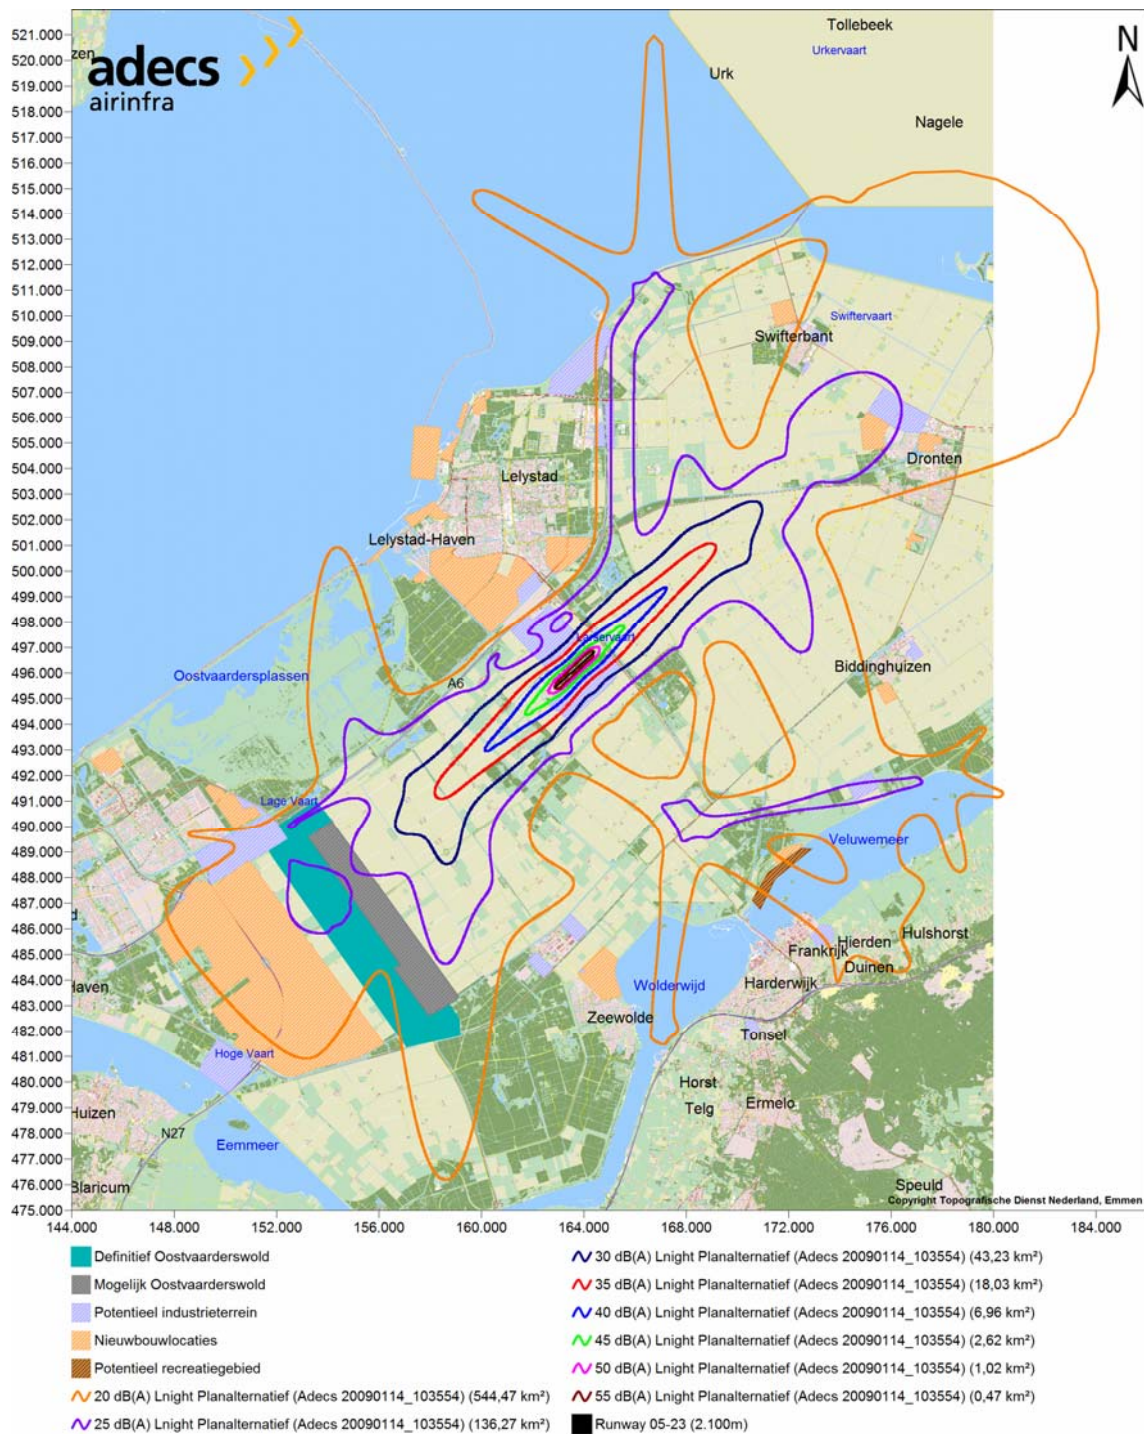 adecs
airinfra
N
521.000
520.000
519.000
518.000
517.000
516.000
515.000
514.000
513.000
512.000
511.000
510.000
509.000
508.000
507.000
506.000
505.000
504.000
503.000
502.000
501.000
500.000
499.000
498.000
497.000
496.000
495.000
494.000
493.000
492.000
491.000
490.000
489.000
488.000
487.000
486.000
485.000
484.000
483.000
482.000
481.000
480.000
479.000
478.000
477.000
476.000
475.000
zen
Tollebeek
Urkervaart
Urk
Nagele
Swiftervaart
Swifterbant
Dronten
Lelystad
Lelystad-Haven
Larservaart
Biddinghuizen
Oostvaardersplassen
A6
Lage Vaart
Veluwemeer
d
Hulshorst
Hierden
Frankrijk
Duinen
Haven
Wolderwijd
Harderwijk
Zeewolde
Tonsel
Hoge Vaart
Horst
Telg
Ermelo
Huizen
N27
Eemmeer
Blaricum
Speuld
Copyright Topografische Dienst Nederland, Emmen
144.000 148.000 152.000 156.000 160.000 164.000 168.000 172.000 176.000 180.000 184.000
Definitief Oostvaarderswold
Mogelijk Oostvaarderswold
Potentieel industrieterrein
Nieuwbouwlocaties
Potentieel recreatiegebied
20 dB(A) Lnight Planalternatief (Adecs 20090114_103554) (544,47 km²)
25 dB(A) Lnight Planalternatief (Adecs 20090114_103554) (136,27 km²)
30 dB(A) Lnight Planalternatief (Adecs 20090114_103554) (43,23 km²)
35 dB(A) Lnight Planalternatief (Adecs 20090114_103554) (18,03 km²)
40 dB(A) Lnight Planalternatief (Adecs 20090114_103554) (6,96 km²)
45 dB(A) Lnight Planalternatief (Adecs 20090114_103554) (2,62 km²)
50 dB(A) Lnight Planalternatief (Adecs 20090114_103554) (1,02 km²)
55 dB(A) Lnight Planalternatief (Adecs 20090114_103554) (0,47 km²)
Runway 05-23 (2.100m)